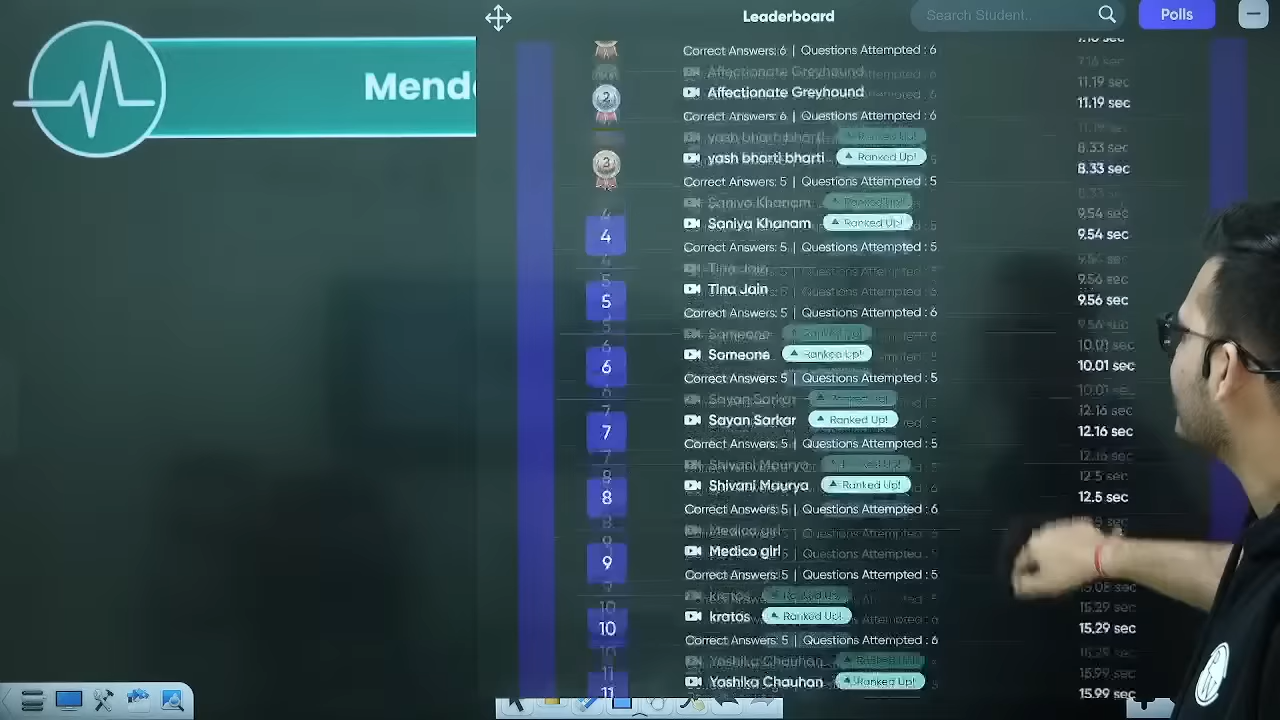 Leaderboard
Search Student..
Polls
Mend
Correct Answers: 6 | Questions Attempted : 6
2
Affectionate Greyhound
11.19 sec
Correct Answers: 6 | Questions Attempted : 6
3
yash bharti bharti
Ranked Up!
8.33 sec
Correct Answers: 5 | Questions Attempted : 5
4
Saniya Khanam
Ranked Up!
9.54 sec
Correct Answers: 5 | Questions Attempted : 5
5
Tina Jain
9.56 sec
Correct Answers: 5 | Questions Attempted : 6
6
Someone
Ranked Up!
10.01 sec
Correct Answers: 5 | Questions Attempted : 5
7
Sayan Sarkar
Ranked Up!
12.16 sec
Correct Answers: 5 | Questions Attempted : 5
8
Shivani Maurya
Ranked Up!
12.5 sec
Correct Answers: 5 | Questions Attempted : 6
9
Medico girl
Correct Answers: 5 | Questions Attempted : 5
10
kratos
Ranked Up!
15.29 sec
Correct Answers: 5 | Questions Attempted : 6
11
Yashika Chauhan
Ranked Up!
15.99 sec